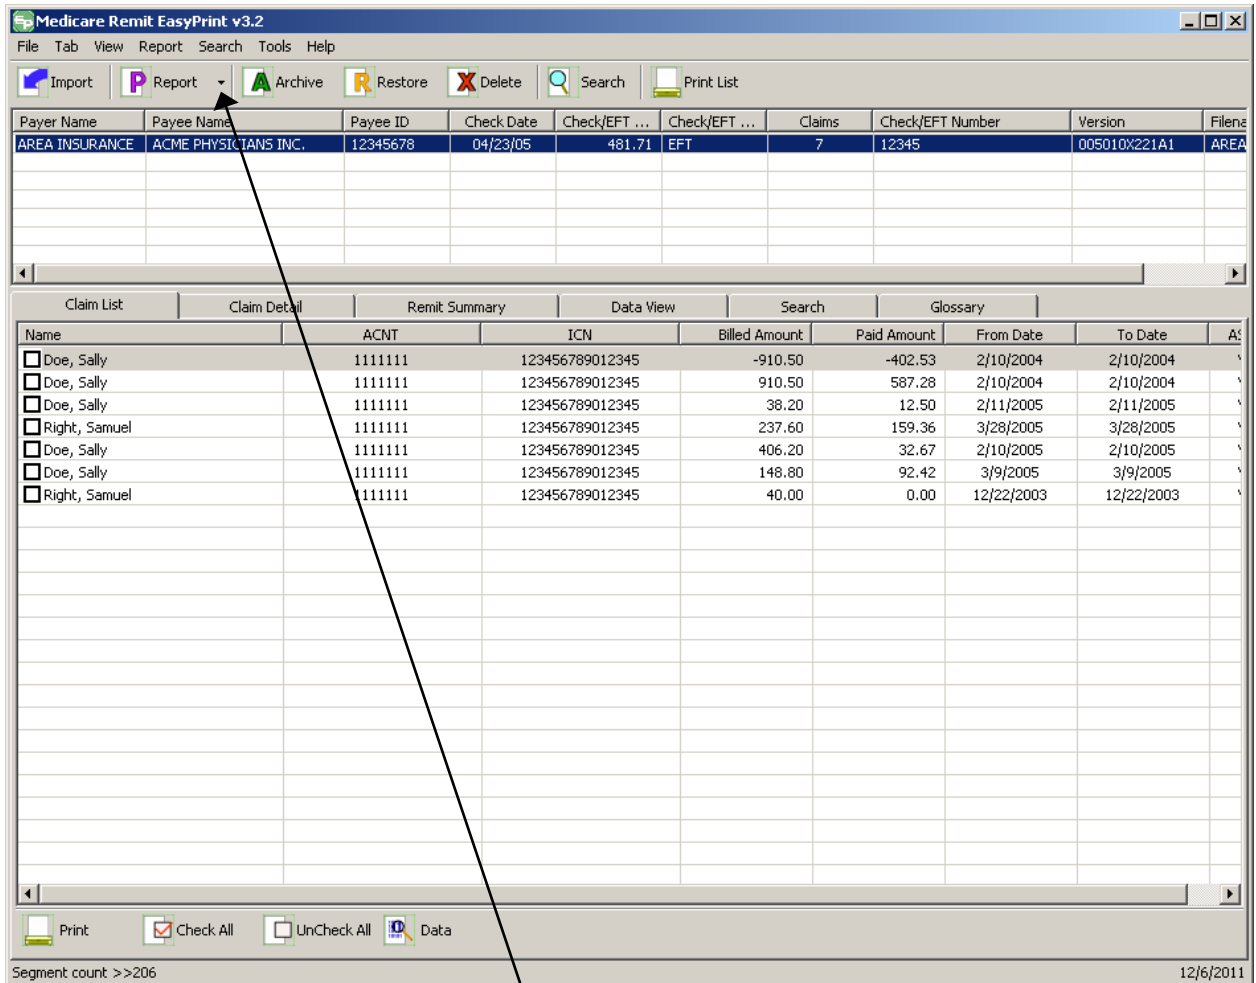 Medicare Remit EasyPrint v3.2
File Tab View Report Search Tools Help
Import P Report A Archive R Restore X Delete Search Print List
Payer Name Payee Name Payee ID Check Date Check/EFT ... Check/EFT ... Claims Check/EFT Number Version Filena
AREA INSURANCE ACME PHYSICIANS INC. 12345678 04/23/05 481.71 EFT 7 12345 005010X221A1 AREA
Claim List Claim Detail Remit Summary Data View Search Glossary
Name ACNT ICN Billed Amount Paid Amount From Date To Date AS
Doe, Sally 1111111 123456789012345 -910.50 -402.53 2/10/2004 2/10/2004
Doe, Sally 1111111 123456789012345 910.50 587.28 2/10/2004 2/10/2004
Doe, Sally 1111111 123456789012345 38.20 12.50 2/11/2005 2/11/2005
Right, Samuel 1111111 123456789012345 237.60 159.36 3/28/2005 3/28/2005
Doe, Sally 1111111 123456789012345 406.20 32.67 2/10/2005 2/10/2005
Doe, Sally 1111111 123456789012345 148.80 92.42 3/9/2005 3/9/2005
Right, Samuel 1111111 123456789012345 40.00 0.00 12/22/2003 12/22/2003
Print Check All UnCheck All Data
Segment count >>206 12/6/2011